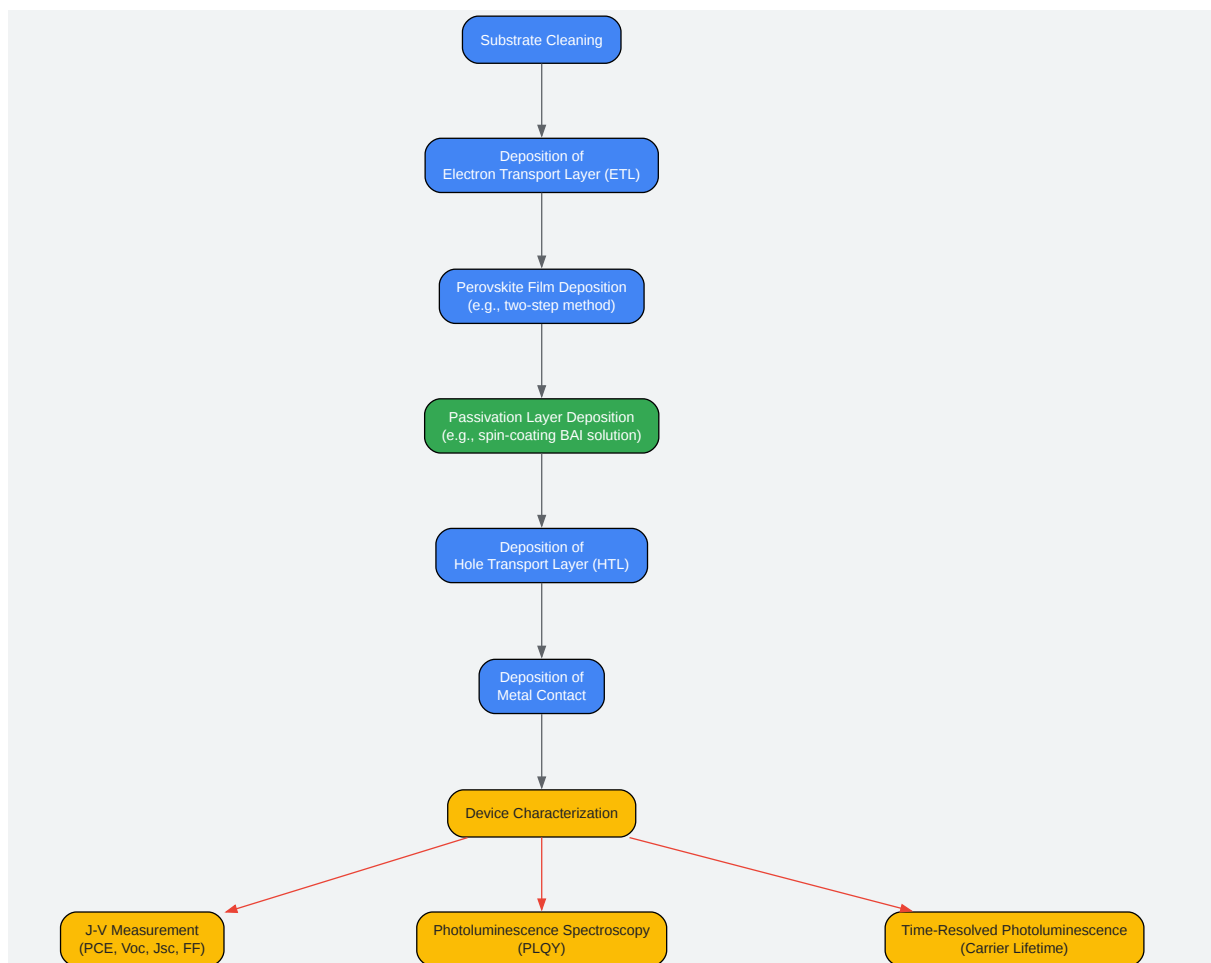 Substrate Cleaning
Deposition of
Electron Transport Layer (ETL)
Perovskite Film Deposition
(e.g., two-step method)
Passivation Layer Deposition
(e.g., spin-coating BAI solution)
Deposition of
Hole Transport Layer (HTL)
Deposition of
Metal Contact
Device Characterization
J-V Measurement
(PCE, Voc, Jsc, FF)
Photoluminescence Spectroscopy
(PLQY)
Time-Resolved Photoluminescence
(Carrier Lifetime)